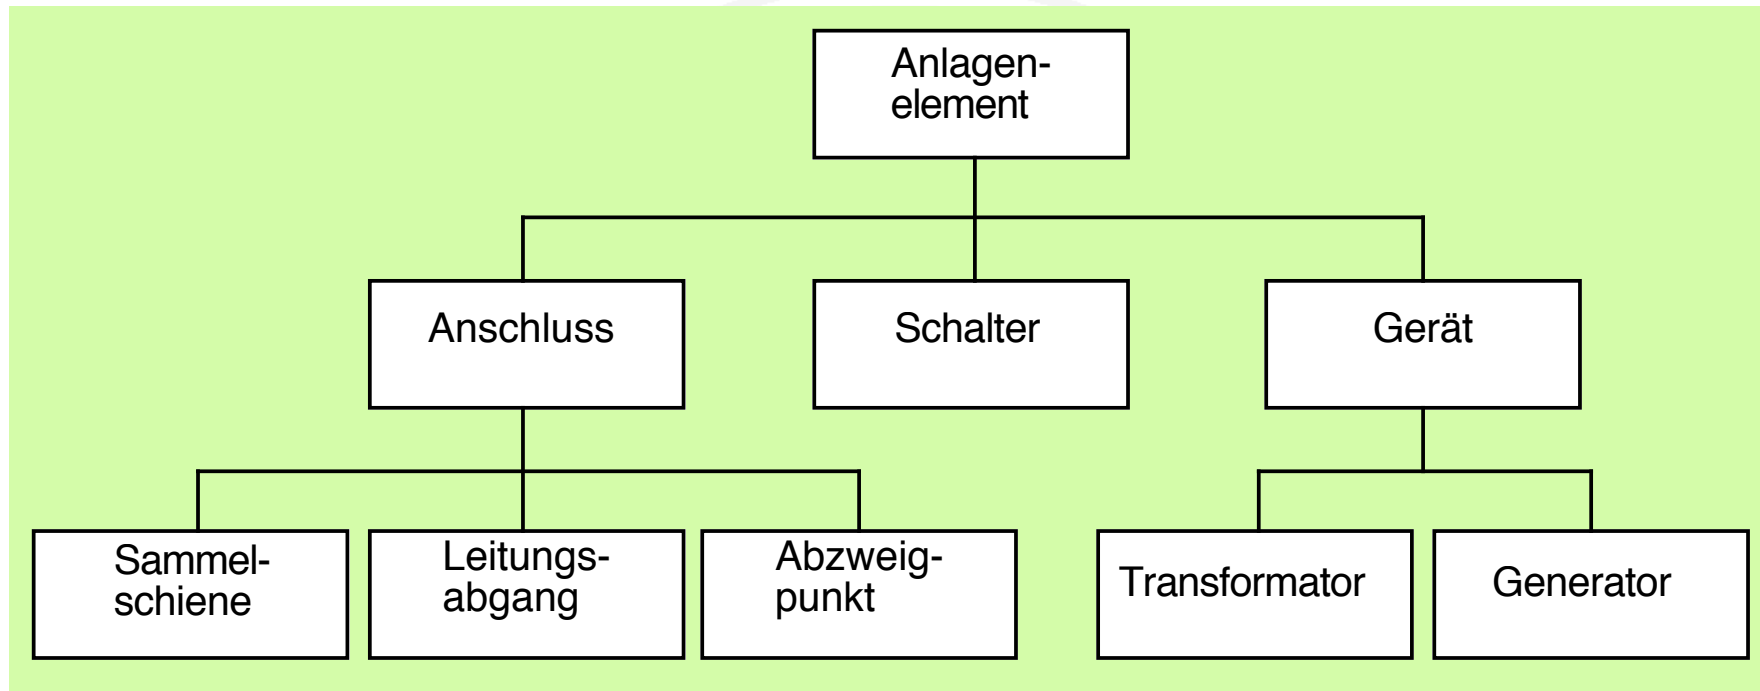 Anlagen-
element
Anschluss
Schalter
Gerät
Sammel-
schiene
Leitungs-
abgang
Abzweig-
punkt
Transformator
Generator